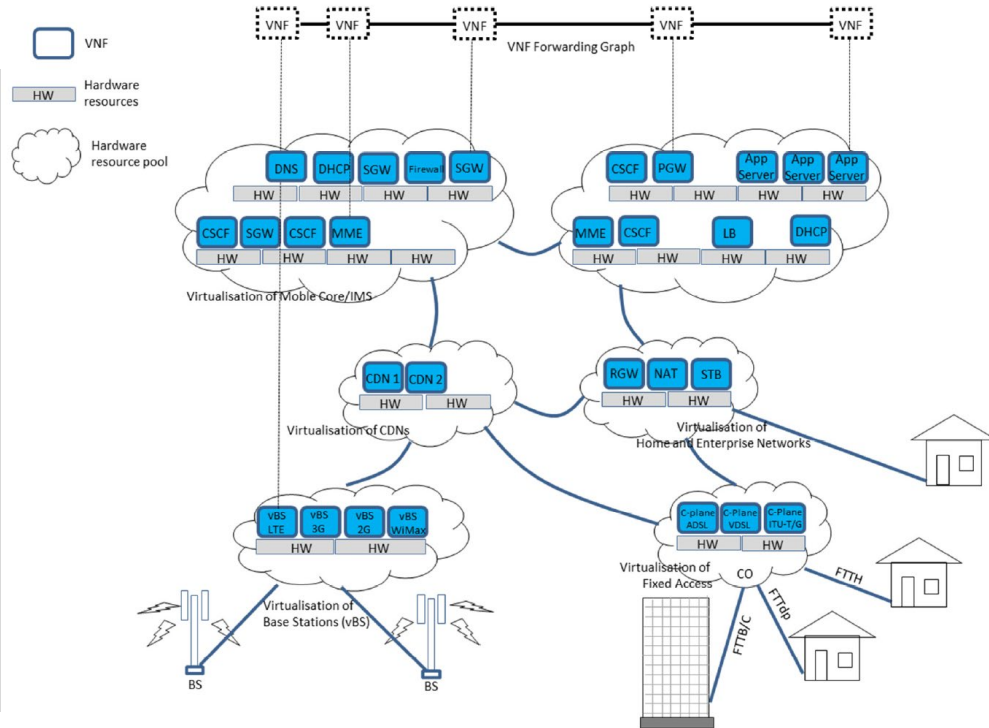 VNF VNF VNF VNF VNF
VNF Forwarding Graph
VNF
HW
Hardware
resources
Hardware
resource pool
DNS DHCP SGW Firewall SGW
HW HW HW HW
CSCF SGW CSCF MME
HW HW HW HW
Virtualisation of Moble Core/IMS
CSCF PGW App Server App Server App Server
HW HW HW HW
MME CSCF LB DHCP
HW HW HW HW
CDN 1 CDN 2
HW HW
Virtualisation of CDNs
RGW NAT STB
HW HW
Virtualisation of
Home and Enterprise Networks
vBS LTE vBS 3G vBS 2G vBS WiMax
HW HW
Virtualisation of
Base Stations (vBS)
BS BS
C-plane ADSL C-Plane VDSL C-Plane ITU-T/G
HW HW
Virtualisation of
Fixed Access
CO
FTTH
FTTdp
FTTB/C